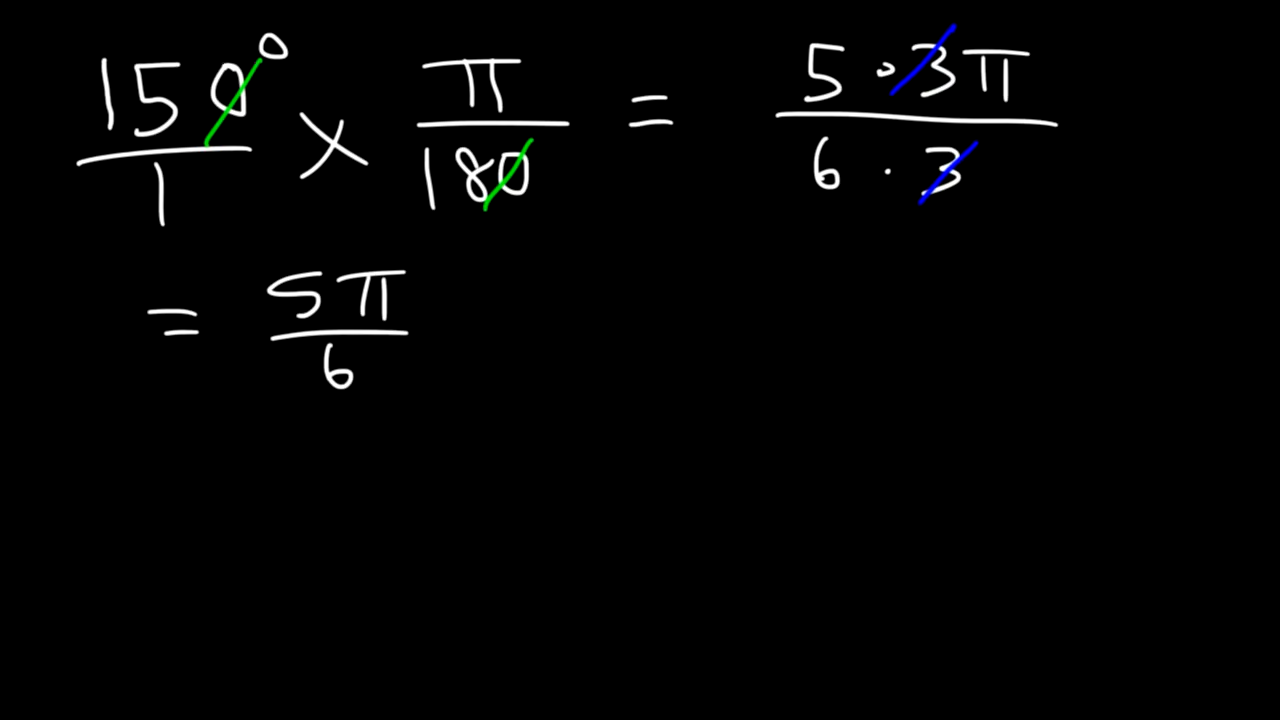 150°/1 × π/180 = 5 · 3π/6 · 3
= 5π/6